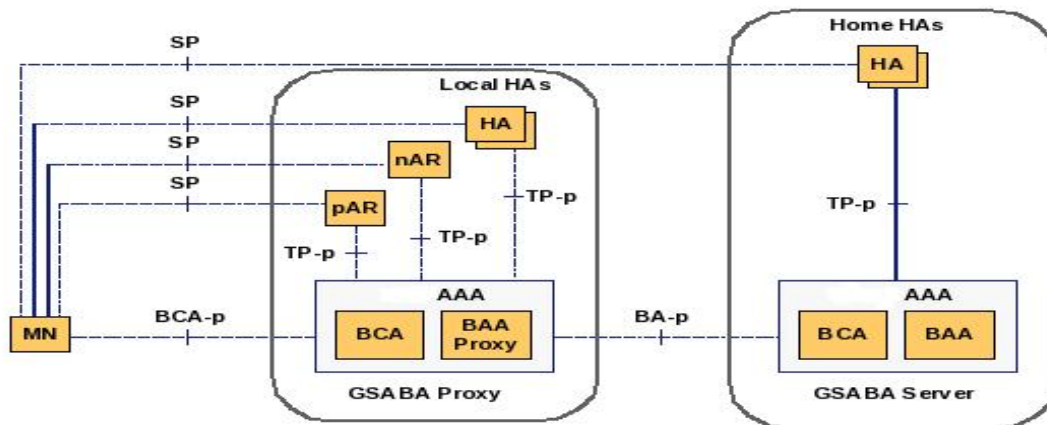 Home HAs
SP
HA
Local HAs
SP
HA
SP
nAR
SP
pAR
TP-p
TP-p
TP-p
TP-p
AAA
AAA
MN
BCA-p
BCA
BAA
Proxy
BA-p
BCA
BAA
GSABA Proxy
GSABA Server